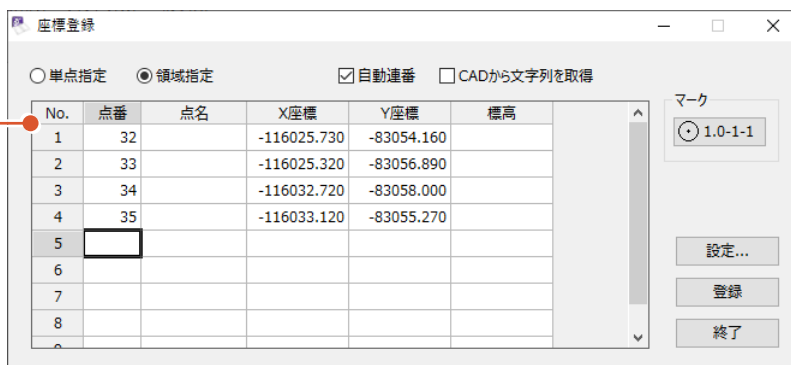 座標登録
単点指定 領域指定 自動連番 CADから文字列を取得
マーク
1.0-1-1
No. 点番 点名 X座標 Y座標 標高
1 32 -116025.730 -83054.160
2 33 -116025.320 -83056.890
3 34 -116032.720 -83058.000
4 35 -116033.120 -83055.270
5
6
7
8
設定...
登録
終了